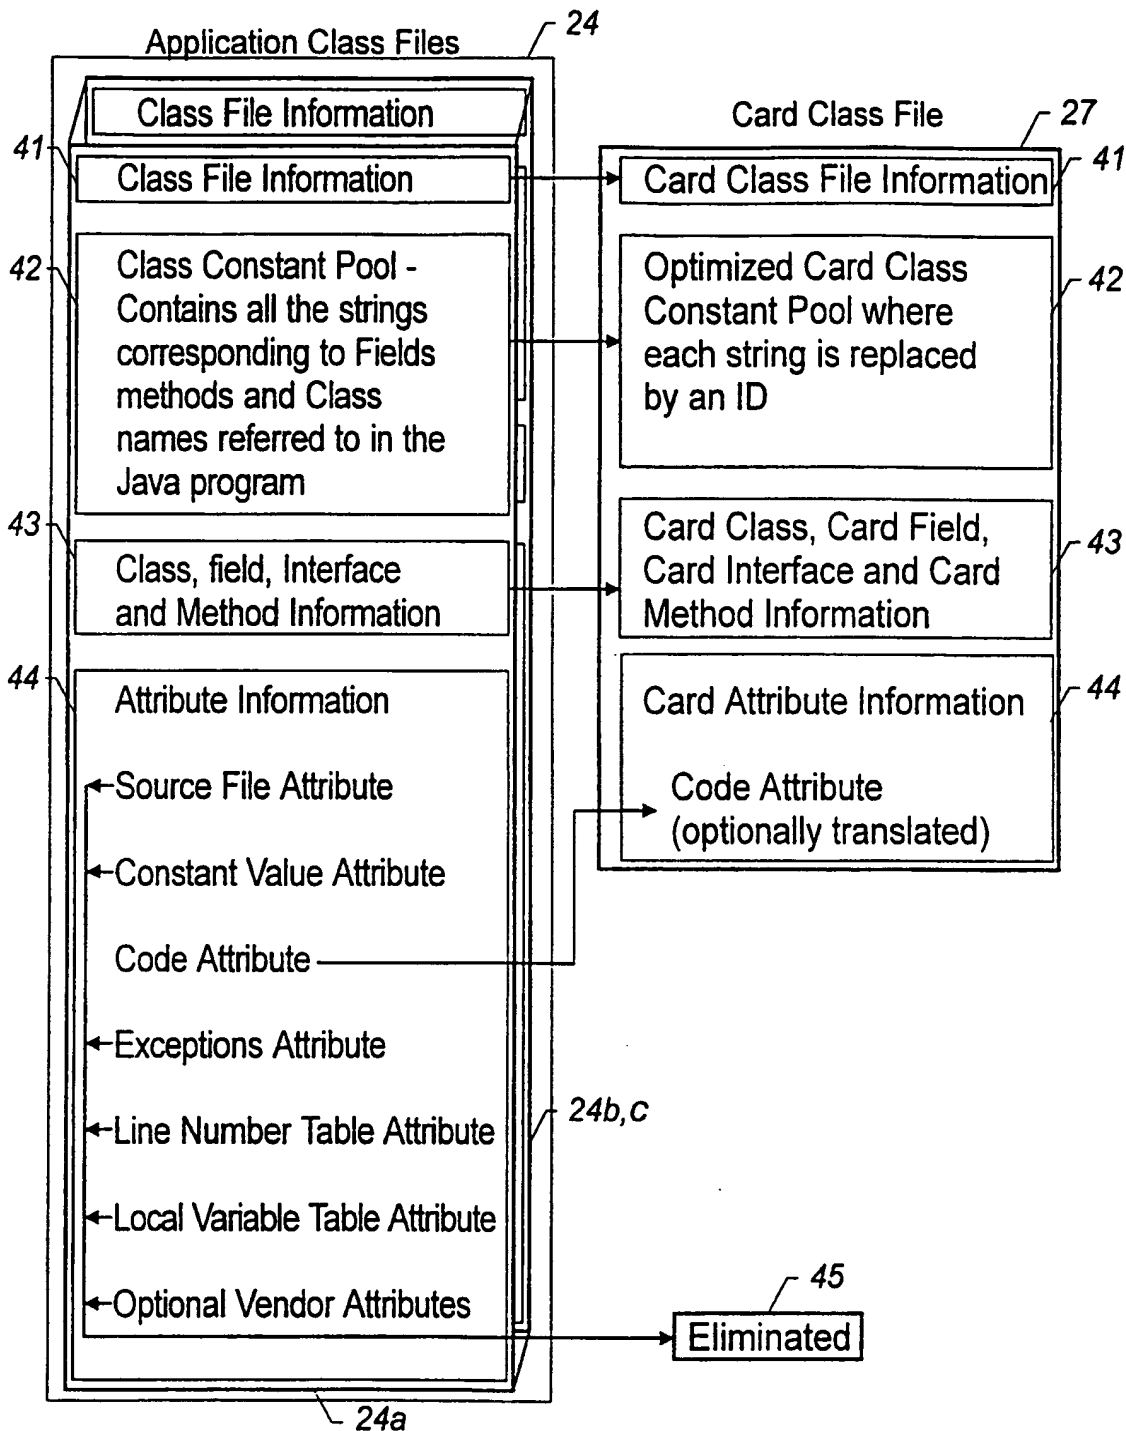 24
Application Class Files
Class File Information
41
Class File Information
42
Class Constant Pool -
Contains all the strings
corresponding to Fields
methods and Class
names referred to in the
Java program
43
Class, field, Interface
and Method Information
44
Attribute Information
Source File Attribute
Constant Value Attribute
Code Attribute
Exceptions Attribute
Line Number Table Attribute
Local Variable Table Attribute
Optional Vendor Attributes
24b,c
24a
Card Class File
27
Card Class File Information
41
Optimized Card Class
Constant Pool where
each string is replaced
by an ID
42
Card Class, Card Field,
Card Interface and Card
Method Information
43
Card Attribute Information
44
Code Attribute
(optionally translated)
45
Eliminated